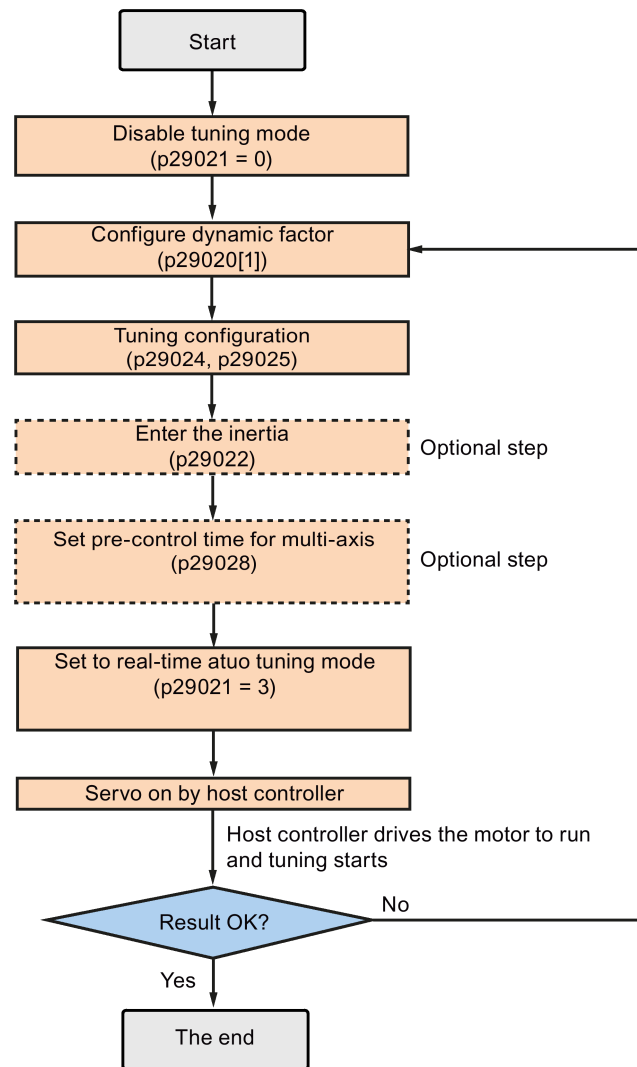 Start
Disable tuning mode
(p29021 = 0)
Configure dynamic factor
(p29020[1])
Tuning configuration
(p29024, p29025)
Enter the inertia
(p29022)
Optional step
Set pre-control time for multi-axis
(p29028)
Optional step
Set to real-time atuo tuning mode
(p29021 = 3)
Servo on by host controller
Host controller drives the motor to run
and tuning starts
Result OK?
No
Yes
The end